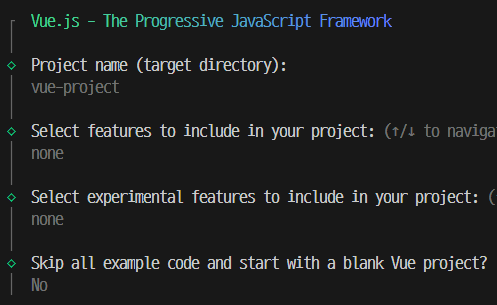 Vue.js - The Progressive JavaScript Framework
Project name (target directory):
vue-project
Select features to include in your project: (↑/↓ to navigat
none
Select experimental features to include in your project: (
none
Skip all example code and start with a blank Vue project?
No